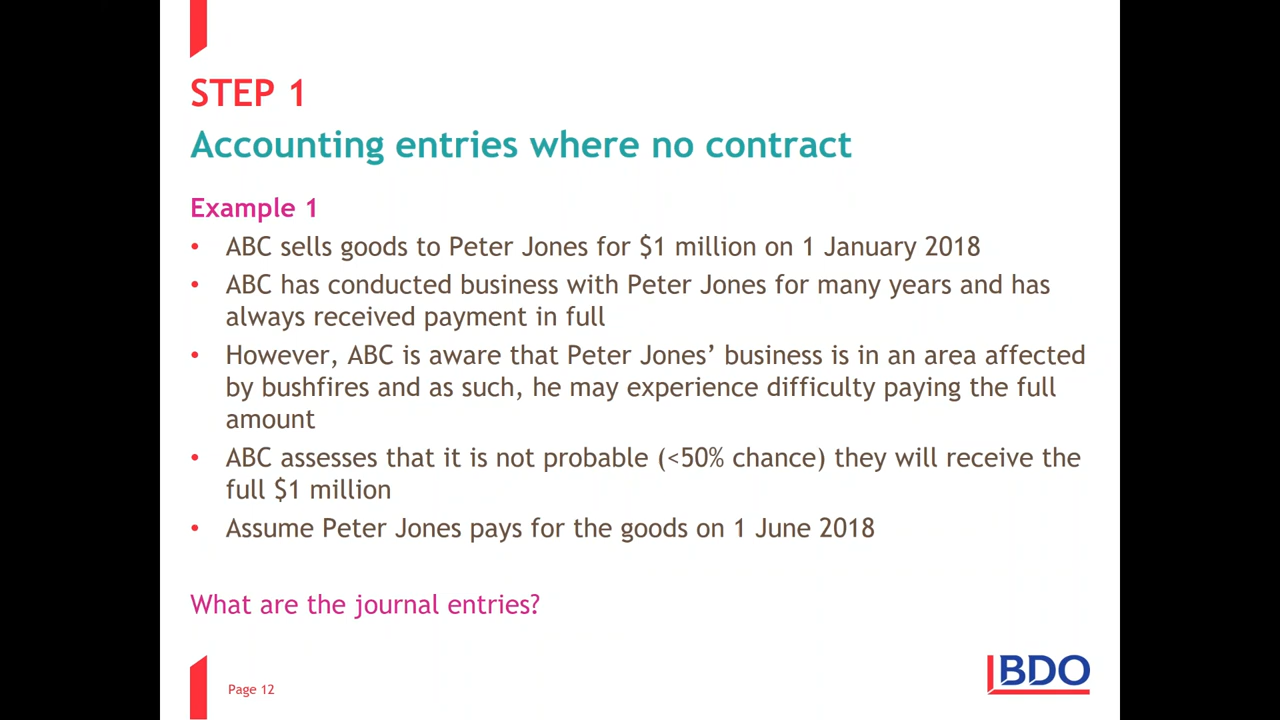 STEP 1
Accounting entries where no contract
Example 1
• ABC sells goods to Peter Jones for $1 million on 1 January 2018
• ABC has conducted business with Peter Jones for many years and has
always received payment in full
• However, ABC is aware that Peter Jones’ business is in an area affected
by bushfires and as such, he may experience difficulty paying the full
amount
• ABC assesses that it is not probable (<50% chance) they will receive the
full $1 million
• Assume Peter Jones pays for the goods on 1 June 2018
What are the journal entries?
Page 12
BDO